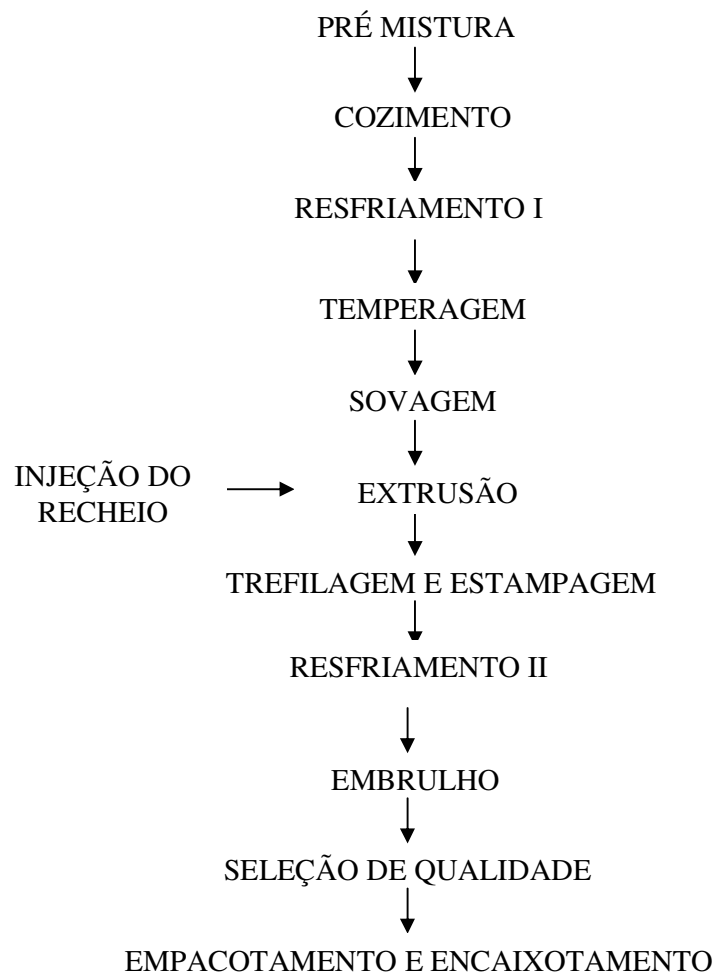 PRÉ MISTURA
COZIMENTO
RESFRIAMENTO I
TEMPERAGEM
SOVAGEM
INJEÇÃO DO
RECHEIO
EXTRUSÃO
TREFILAGEM E ESTAMPAGEM
RESFRIAMENTO II
EMBRULHO
SELEÇÃO DE QUALIDADE
EMPACOTAMENTO E ENCAIXOTAMENTO